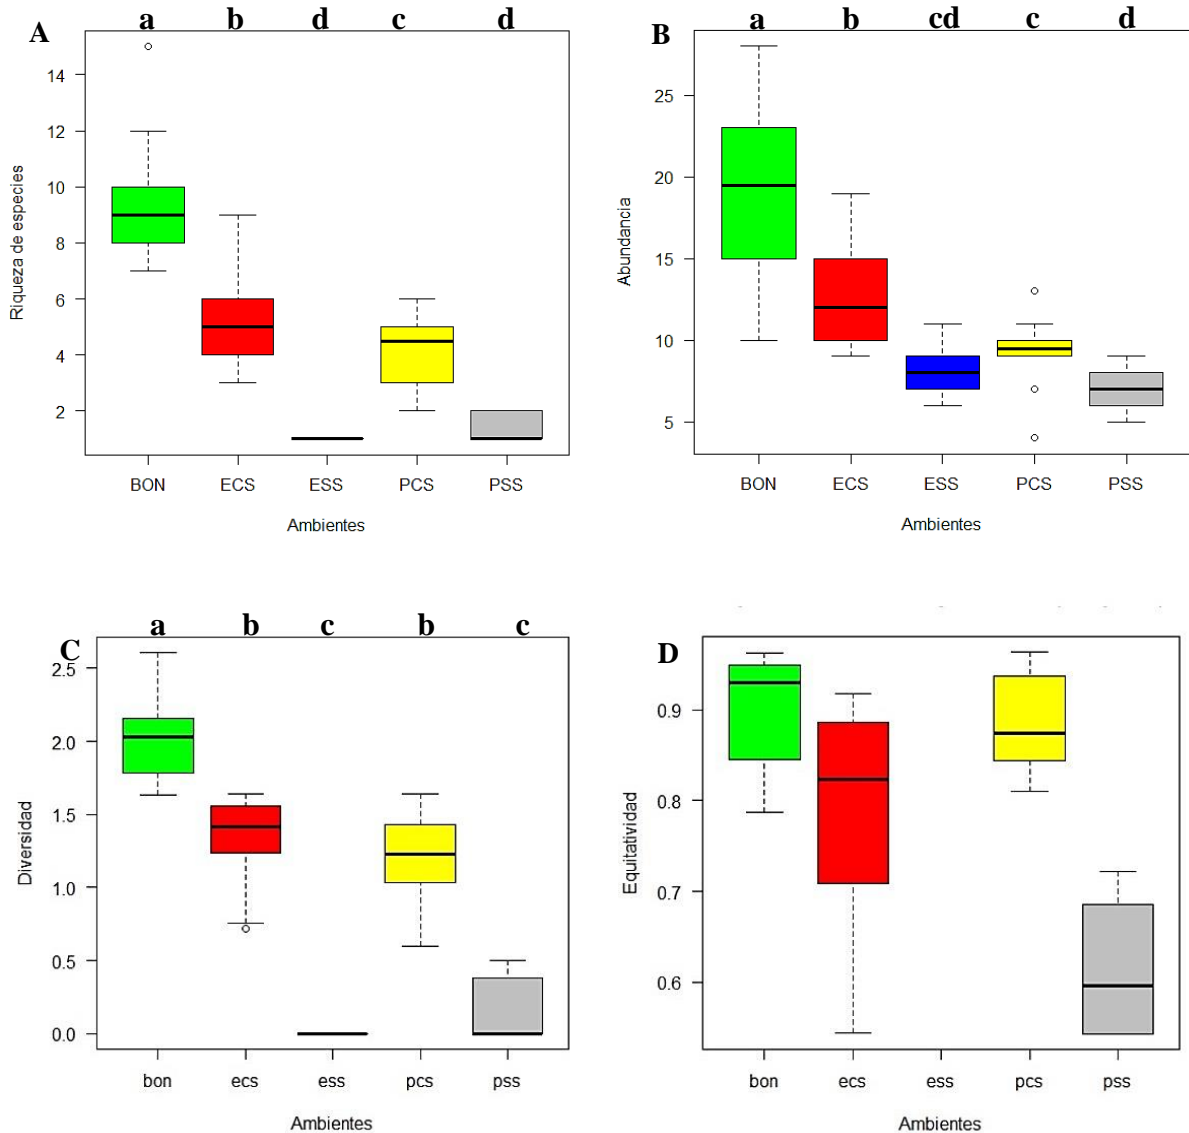 A
a b d c d
Riqueza de especies
14
12
10
8
6
4
2
BON ECS ESS PCS PSS
Ambientes
B
a b cd c d
Abundancia
25
20
15
10
5
BON ECS ESS PCS PSS
Ambientes
C
a b c b c
Diversidad
2.5
2.0
1.5
1.0
0.5
0.0
bon ecs ess pcs pss
Ambientes
D
Equitatividad
0.9
0.8
0.7
0.6
bon ecs ess pcs pss
Ambientes